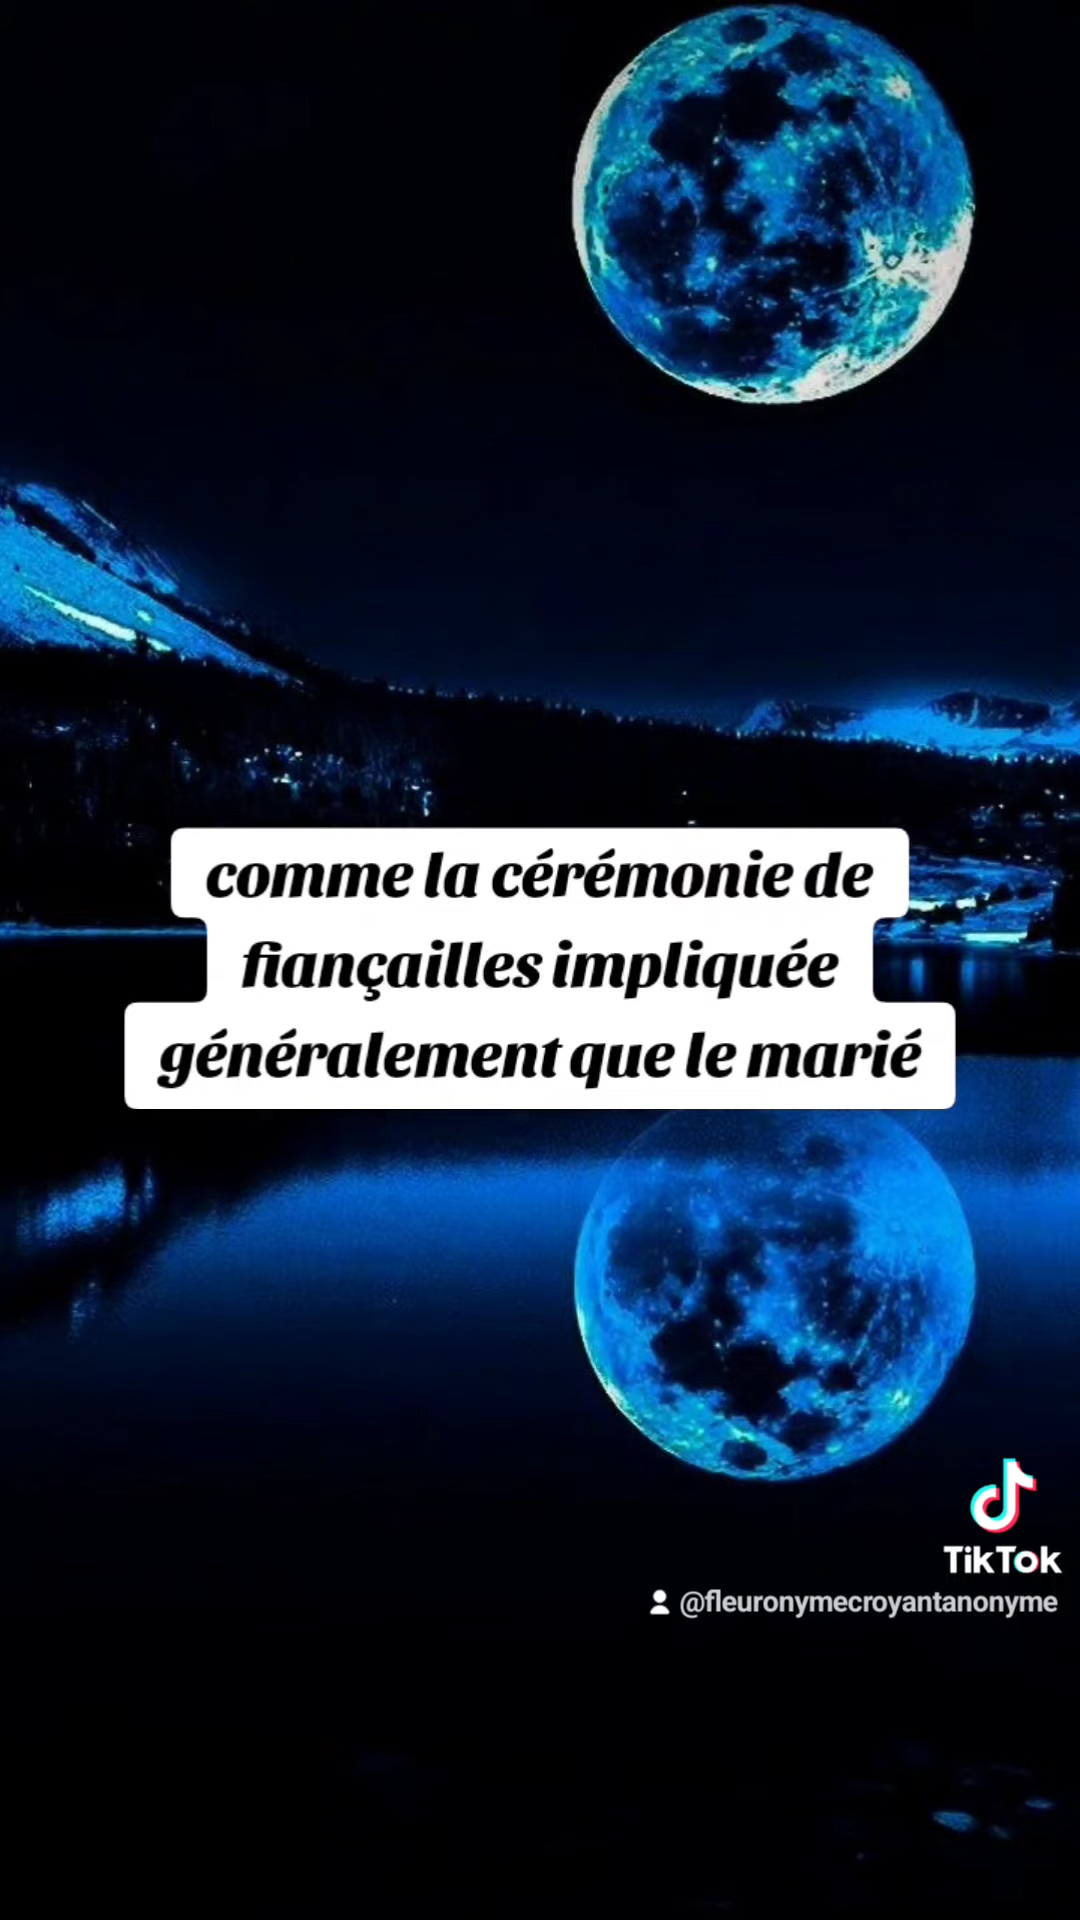 comme la cérémonie de
fiançailles impliquée
généralement que le marié
TikTok
@fleuronymecroyantanonyme